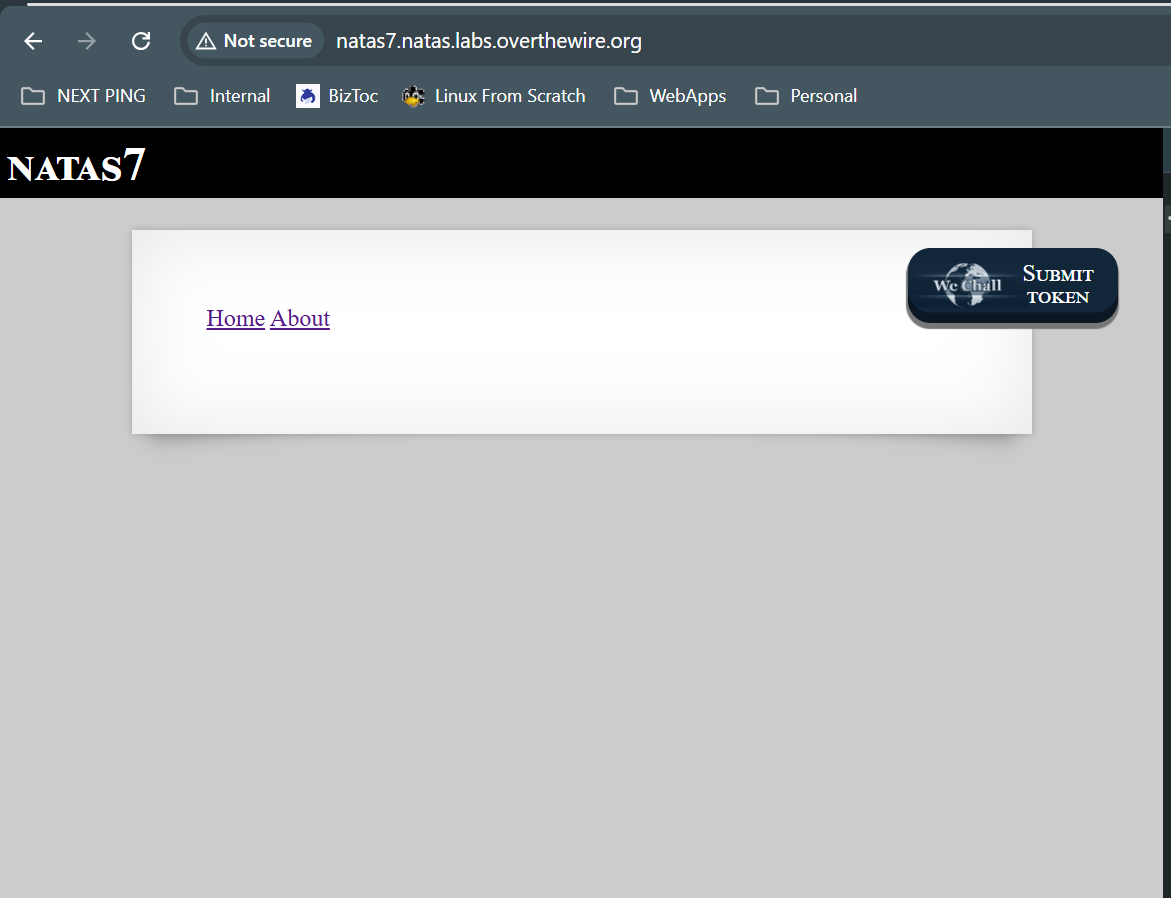 Not secure natas7.natas.labs.overthewire.org
NEXT PING Internal BizToc Linux From Scratch WebApps Personal
NATAS7
We Chall SUBMIT
TOKEN
Home About